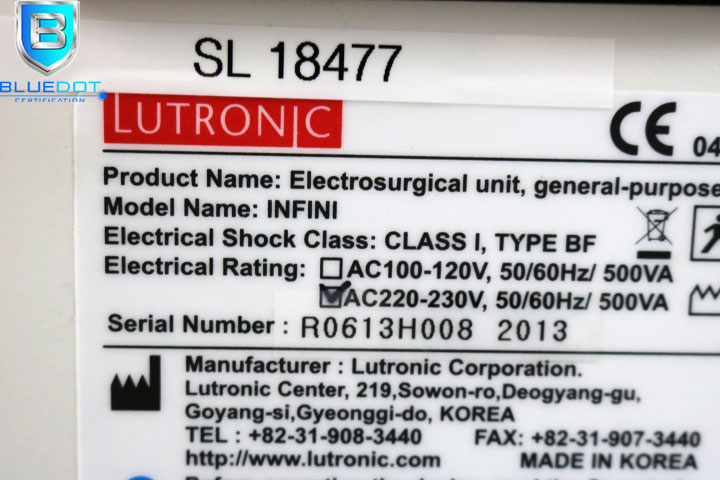 BLUEDOT
CERTIFICATION
SL 18477
LUTRONIC
CE 04
Product Name: Electrosurgical unit, general-purpose
Model Name: INFINI
Electrical Shock Class: CLASS I, TYPE BF
Electrical Rating: AC100-120V, 50/60Hz/ 500VA
AC220-230V, 50/60Hz/ 500VA
Serial Number : R0613H008 2013
Manufacturer : Lutronic Corporation.
Lutronic Center, 219,Sowon-ro,Deogyang-gu,
Goyang-si,Gyeonggi-do, KOREA
TEL : +82-31-908-3440 FAX: +82-31-907-3440
http://www.lutronic.com MADE IN KOREA